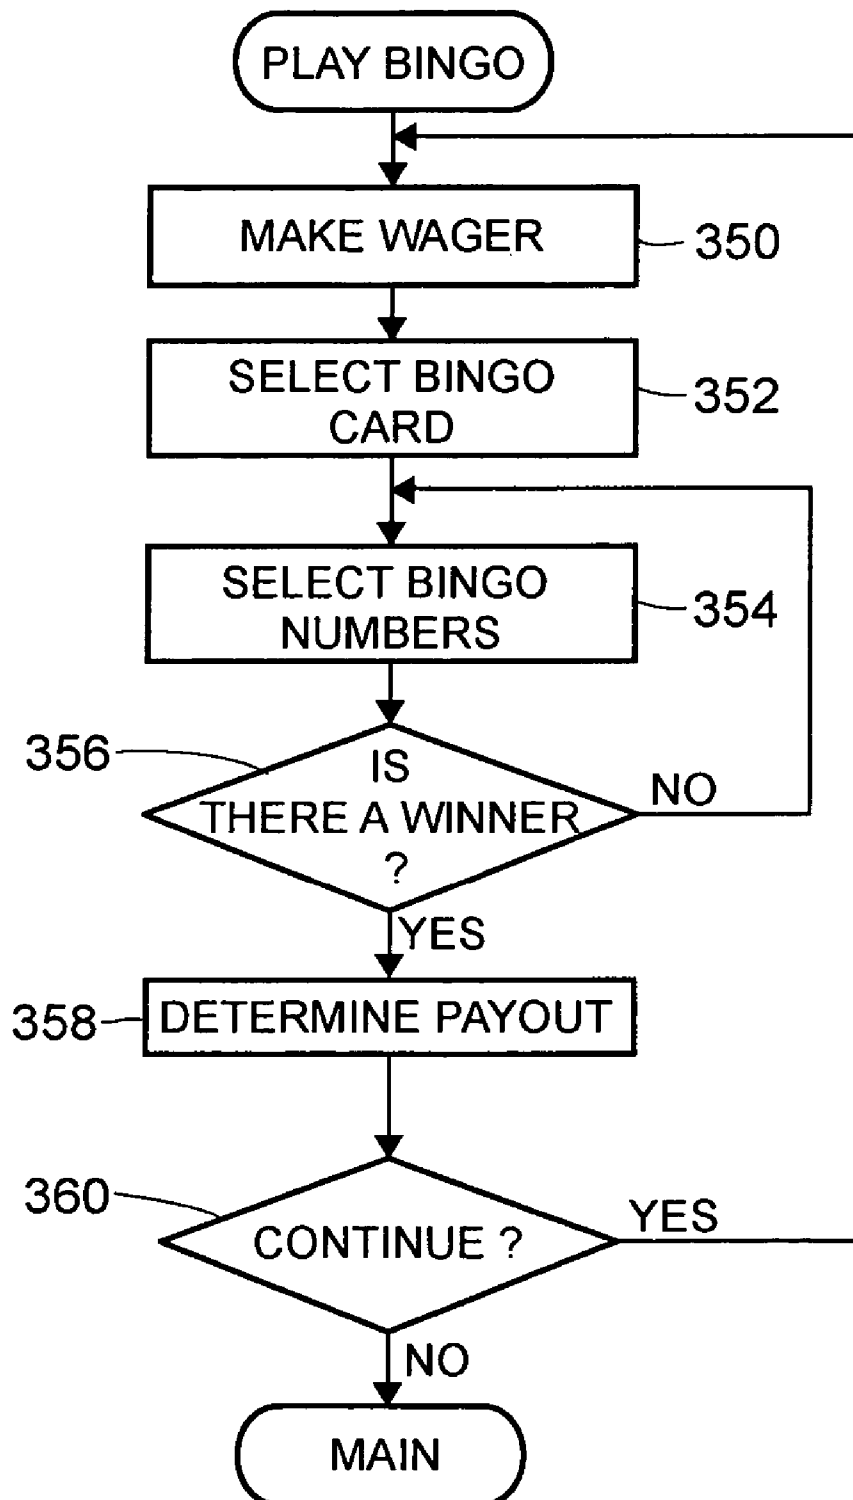 PLAY BINGO
MAKE WAGER
350
SELECT BINGO
CARD
352
SELECT BINGO
NUMBERS
354
356
IS
THERE A WINNER
?
NO
YES
358
DETERMINE PAYOUT
360
CONTINUE ?
YES
NO
MAIN